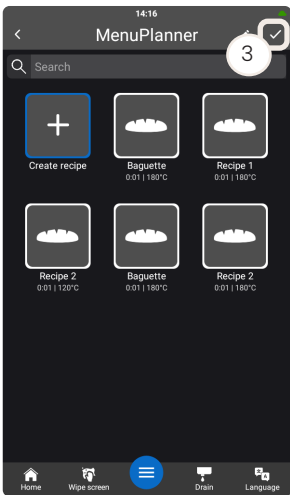 14:16
MenuPlanner
3
Search
Create recipe
Baguette
0:01 | 180°C
Recipe 1
0:01 | 180°C
Recipe 2
0:01 | 120°C
Baguette
0:01 | 180°C
Recipe 2
0:01 | 180°C
Home
Wipe screen
Drain
Language